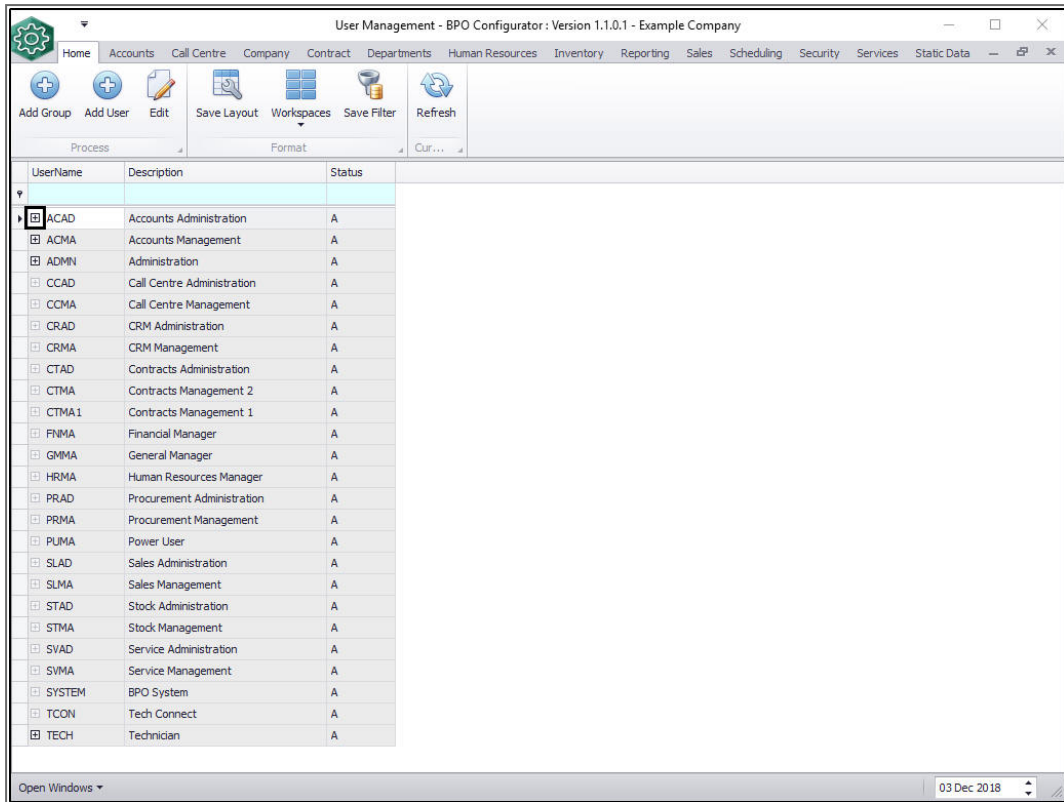 User Management - BPO Configurator : Version 1.1.0.1 - Example Company
Home Accounts Call Centre Company Contract Departments Human Resources Inventory Reporting Sales Scheduling Security Services Static Data
Add Group Add User Edit Save Layout Workspaces Save Filter Refresh
Process Format Cur...
UserName Description Status
ACAD Accounts Administration A
ACMA Accounts Management A
ADMN Administration A
CCAD Call Centre Administration A
CCMA Call Centre Management A
CRAD CRM Administration A
CRMA CRM Management A
CTAD Contracts Administration A
CTMA Contracts Management 2 A
CTMA1 Contracts Management 1 A
FNMA Financial Manager A
GMMA General Manager A
HRMA Human Resources Manager A
PRAD Procurement Administration A
PRMA Procurement Management A
PUMA Power User A
SLAD Sales Administration A
SLMA Sales Management A
STAD Stock Administration A
STMA Stock Management A
SVAD Service Administration A
SVMA Service Management A
SYSTEM BPO System A
TCON Tech Connect A
TECH Technician A
Open Windows 03 Dec 2018